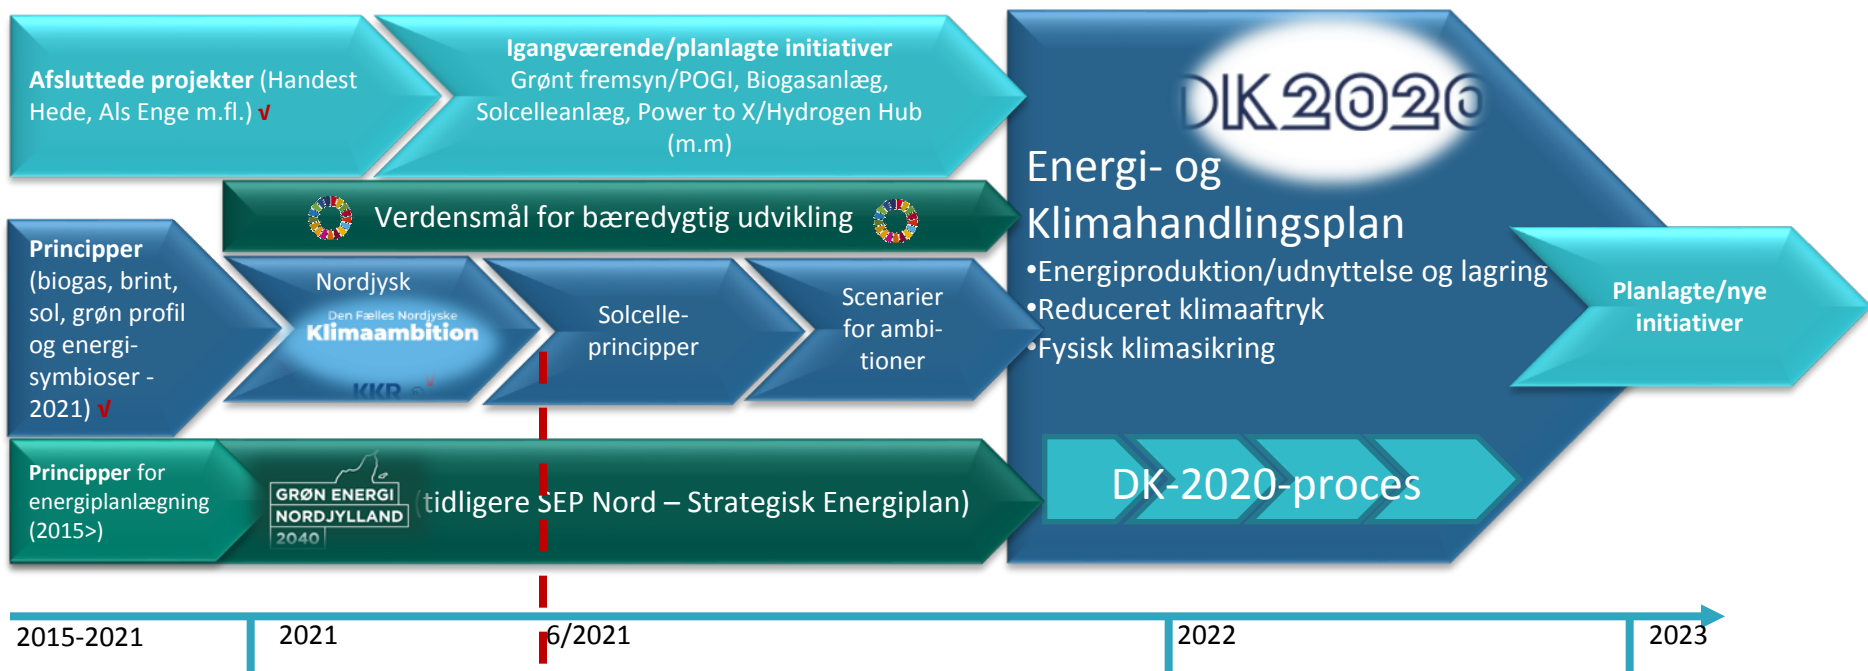 Afsluttede projekter (Handest
Hede, Als Enge m.fl.) √
Igangværende/planlagte initiativer
Grønt fremsyn/POGI, Biogasanlæg,
Solcelleanlæg, Power to X/Hydrogen Hub
(m.m)
Verdensmål for bæredygtig udvikling
Principper
(biogas, brint,
sol, grøn profil
og energi-
symbioser -
2021) √
Nordjysk
Den Fælles Nordjyske
Klimaambition
KKR
Solcelle-
principper
Scenarier
for ambi-
tioner
Principper for
energiplanlægning
(2015>)
GRØN ENERGI
NORDJYLLAND
2040
(tidligere SEP Nord – Strategisk Energiplan)
DK2020
Energi- og
Klimahandlingsplan
•Energiproduktion/udnyttelse og lagring
•Reduceret klimaaftryk
•Fysisk klimasikring
DK-2020-proces
Planlagte/nye
initiativer
2015-2021
2021
6/2021
2022
2023